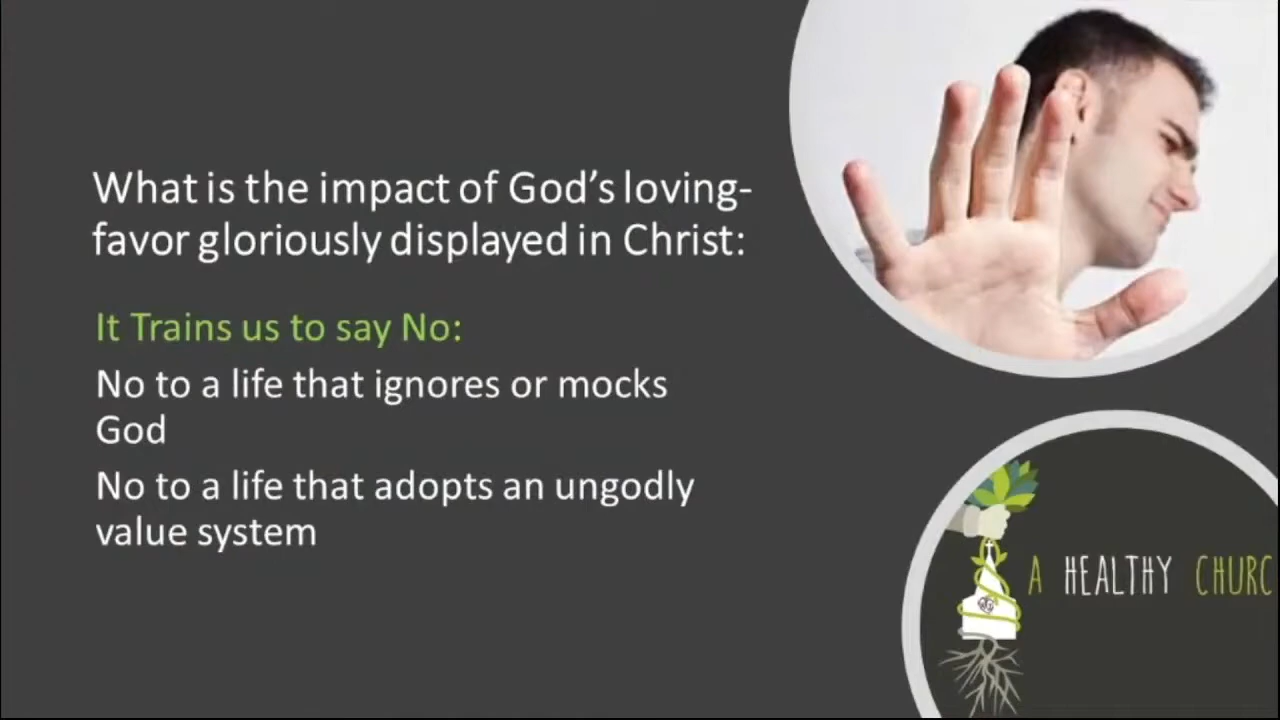 What is the impact of God's loving-
favor gloriously displayed in Christ:
It Trains us to say No:
No to a life that ignores or mocks
God
No to a life that adopts an ungodly
value system
A HEALTHY CHURC